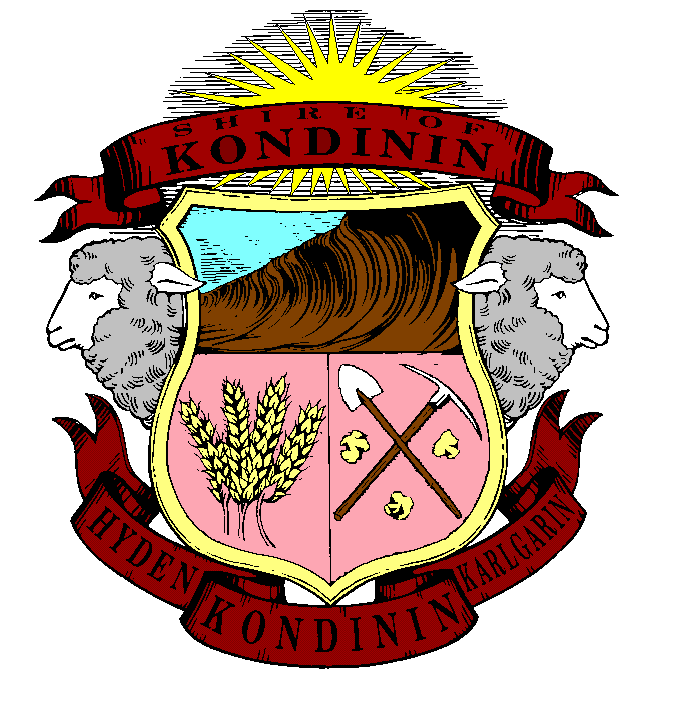 SHIRE OF
KONDININ
HYDEN
KONDININ
KARLGARIN